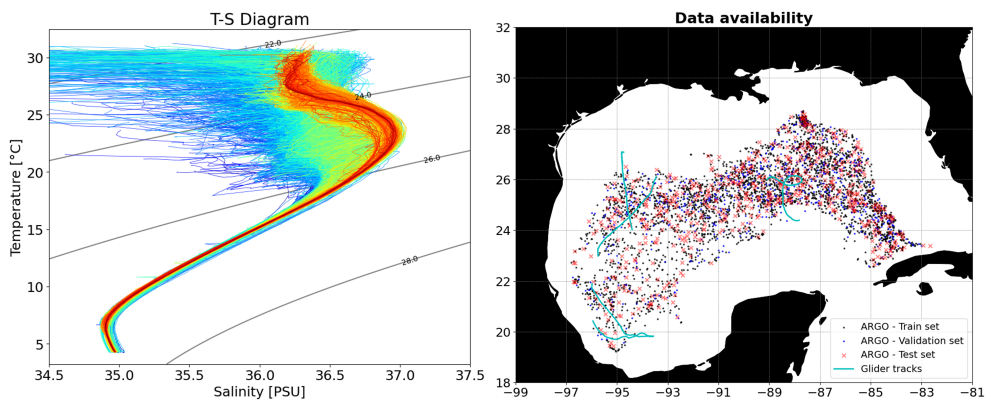 T-S Diagram
Temperature [°C]
30
25
20
15
10
5
22.0
24.0
26.0
28.0
34.5 35.0 35.5 36.0 36.5 37.0 37.5
Salinity [PSU]
Data availability
32
30
28
26
24
22
20
18
ARGO - Train set
ARGO - Validation set
ARGO - Test set
Glider tracks
−99 −97 −95 −93 −91 −89 −87 −85 −83 −81